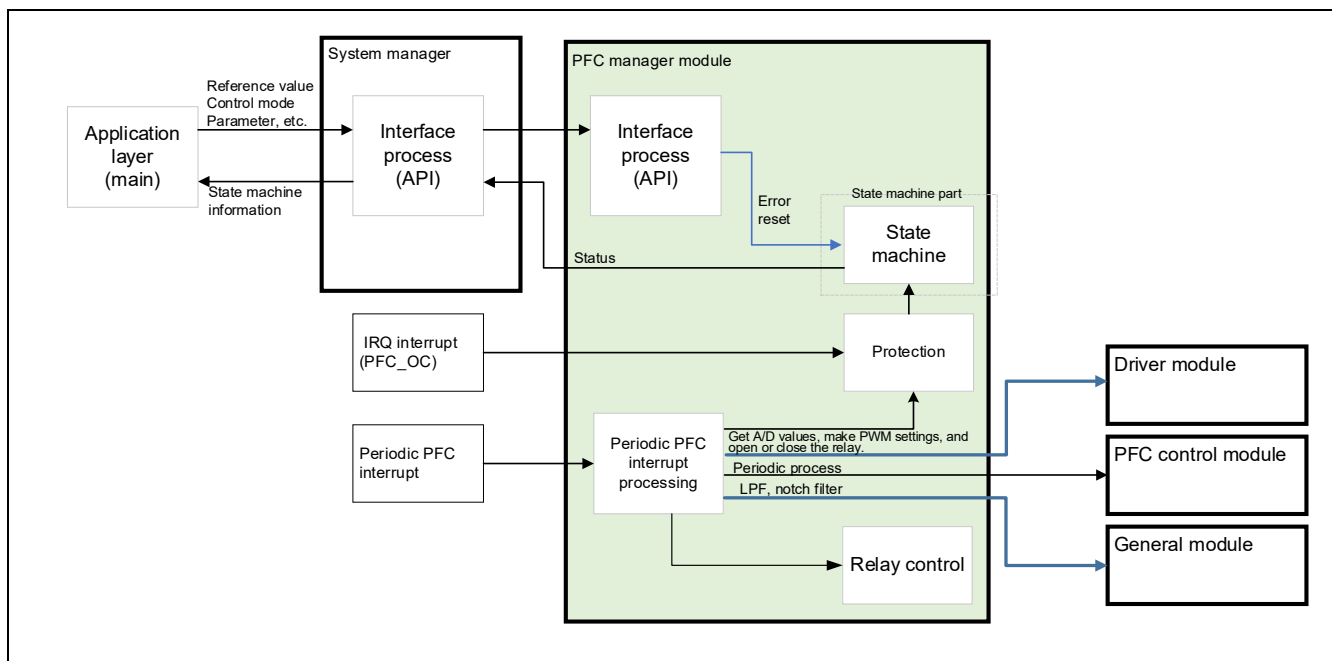 System manager
PFC manager module
Reference value
Control mode
Parameter, etc.
Application
layer
(main)
Interface
process
(API)
Interface
process
(API)
State machine
information
Error
reset
State machine part
State
machine
Status
IRQ interrupt
(PFC_OC)
Protection
Driver module
Periodic PFC
interrupt
Periodic PFC
interrupt
processing
Get A/D values, make PWM settings, and
open or close the relay.
Periodic process
LPF, notch filter
PFC control module
General module
Relay control